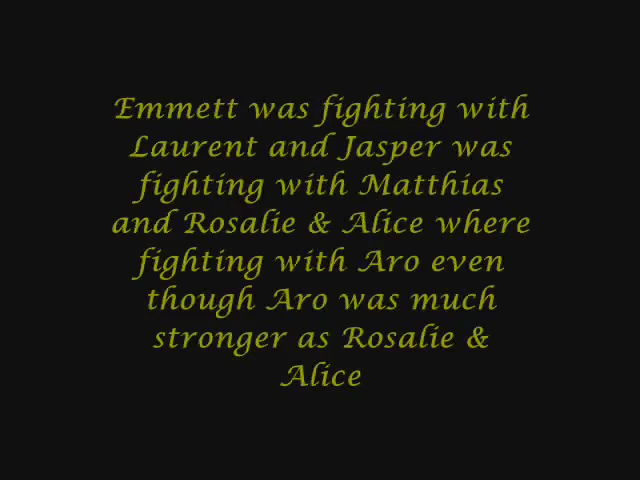 Emmett was fighting with
Laurent and Jasper was
fighting with Matthias
and Rosalie & Alice where
fighting with Aro even
though Aro was much
stronger as Rosalie &
Alice